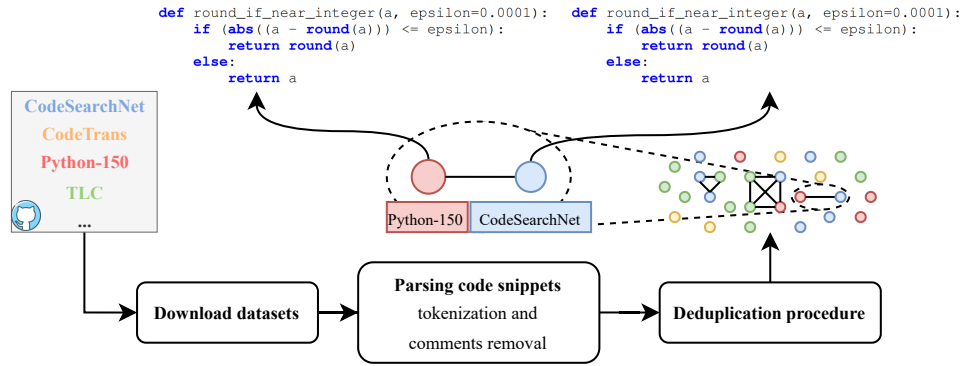 def round_if_near_integer(a, epsilon=0.0001):
    if (abs((a - round(a))) <= epsilon):
        return round(a)
    else:
        return a
def round_if_near_integer(a, epsilon=0.0001):
    if (abs((a - round(a))) <= epsilon):
        return round(a)
    else:
        return a
CodeSearchNet
CodeTrans
Python-150
TLC
...
Python-150
CodeSearchNet
Download datasets
Parsing code snippets
tokenization and
comments removal
Deduplication procedure